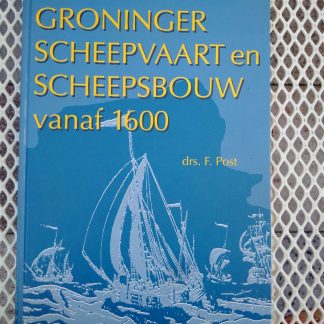 GRONINGER
SCHEEPVAART en
SCHEEPSBOUW
vanaf 1600
drs. F. Post